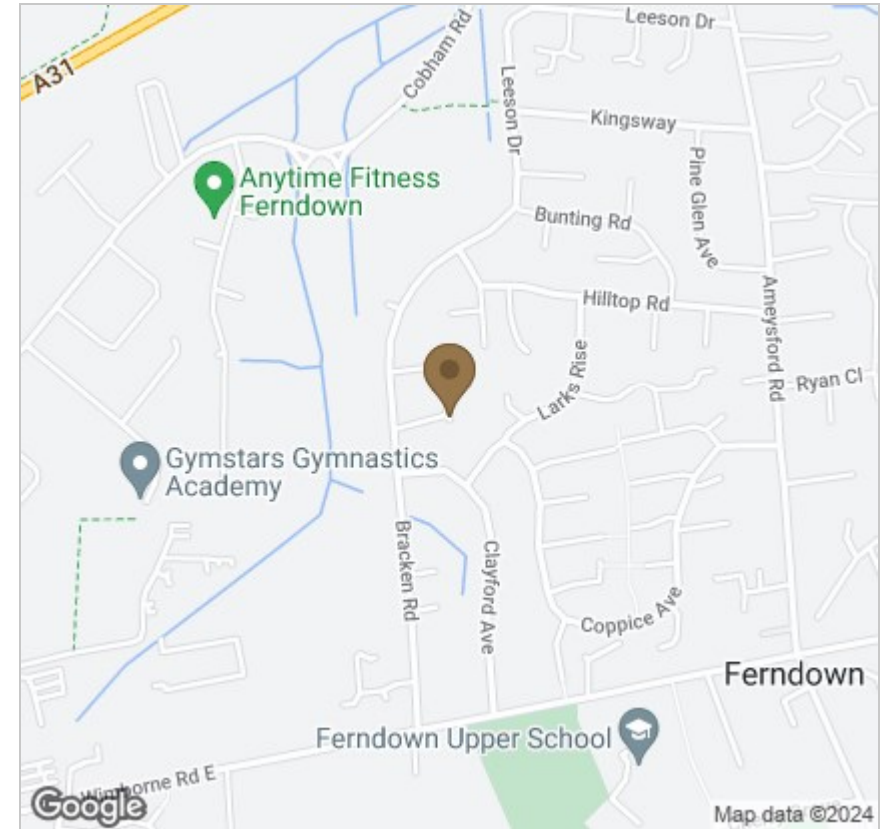 Leeson Dr
A31
Cobham Rd
Leeson Dr
Kingsway
Anytime Fitness
Ferndown
Pine Glen Ave
Bunting Rd
Hilltop Rd
Ameysford Rd
Larks Rise
Ryan Cl
Gymstars Gymnastics
Academy
Bracken Rd
Clayford Ave
Coppice Ave
Ferndown
Ferndown Upper School
Wimborne Rd E
Google
Map data ©2024